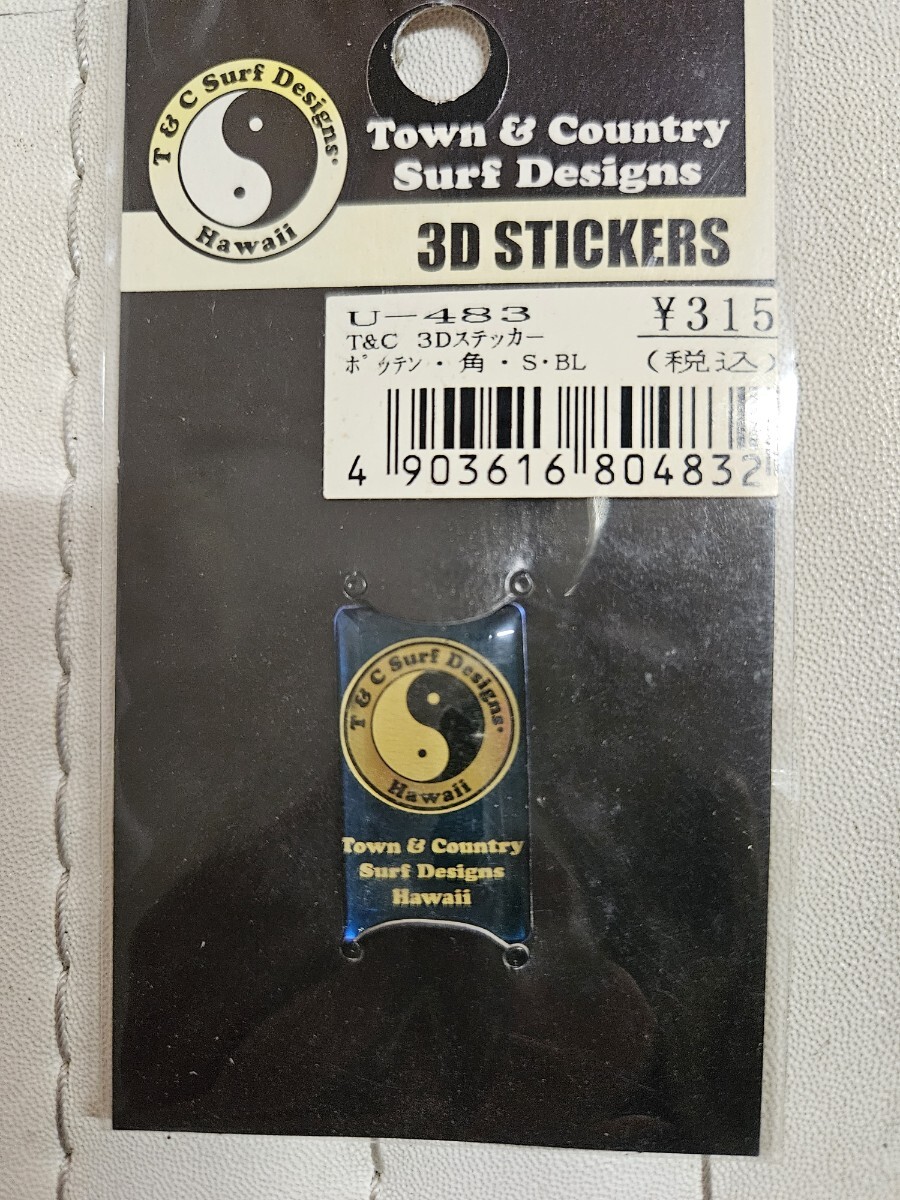 T & C Surf Designs.
Hawaii
Town & Country
Surf Designs
3D STICKERS
U-483 ¥315
T&C 3Dステッカー
ポッテン・角・S・BL (税込)
4 903616 804832
T & C Surf Designs.
Hawaii
Town & Country
Surf Designs
Hawaii